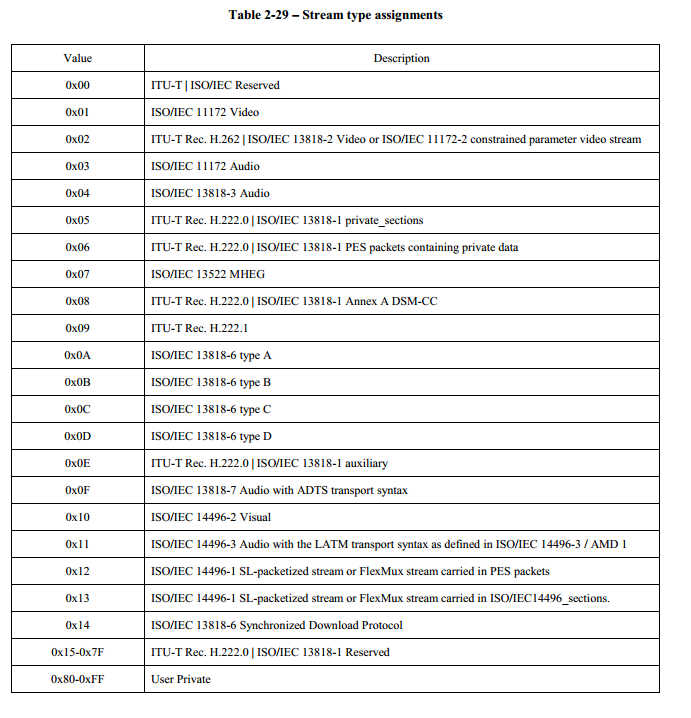 Table 2-29 – Stream type assignments
Value Description
0x00 ITU-T | ISO/IEC Reserved
0x01 ISO/IEC 11172 Video
0x02 ITU-T Rec. H.262 | ISO/IEC 13818-2 Video or ISO/IEC 11172-2 constrained parameter video stream
0x03 ISO/IEC 11172 Audio
0x04 ISO/IEC 13818-3 Audio
0x05 ITU-T Rec. H.222.0 | ISO/IEC 13818-1 private_sections
0x06 ITU-T Rec. H.222.0 | ISO/IEC 13818-1 PES packets containing private data
0x07 ISO/IEC 13522 MHEG
0x08 ITU-T Rec. H.222.0 | ISO/IEC 13818-1 Annex A DSM-CC
0x09 ITU-T Rec. H.222.1
0x0A ISO/IEC 13818-6 type A
0x0B ISO/IEC 13818-6 type B
0x0C ISO/IEC 13818-6 type C
0x0D ISO/IEC 13818-6 type D
0x0E ITU-T Rec. H.222.0 | ISO/IEC 13818-1 auxiliary
0x0F ISO/IEC 13818-7 Audio with ADTS transport syntax
0x10 ISO/IEC 14496-2 Visual
0x11 ISO/IEC 14496-3 Audio with the LATM transport syntax as defined in ISO/IEC 14496-3 / AMD 1
0x12 ISO/IEC 14496-1 SL-packetized stream or FlexMux stream carried in PES packets
0x13 ISO/IEC 14496-1 SL-packetized stream or FlexMux stream carried in ISO/IEC14496_sections.
0x14 ISO/IEC 13818-6 Synchronized Download Protocol
0x15-0x7F ITU-T Rec. H.222.0 | ISO/IEC 13818-1 Reserved
0x80-0xFF User Private